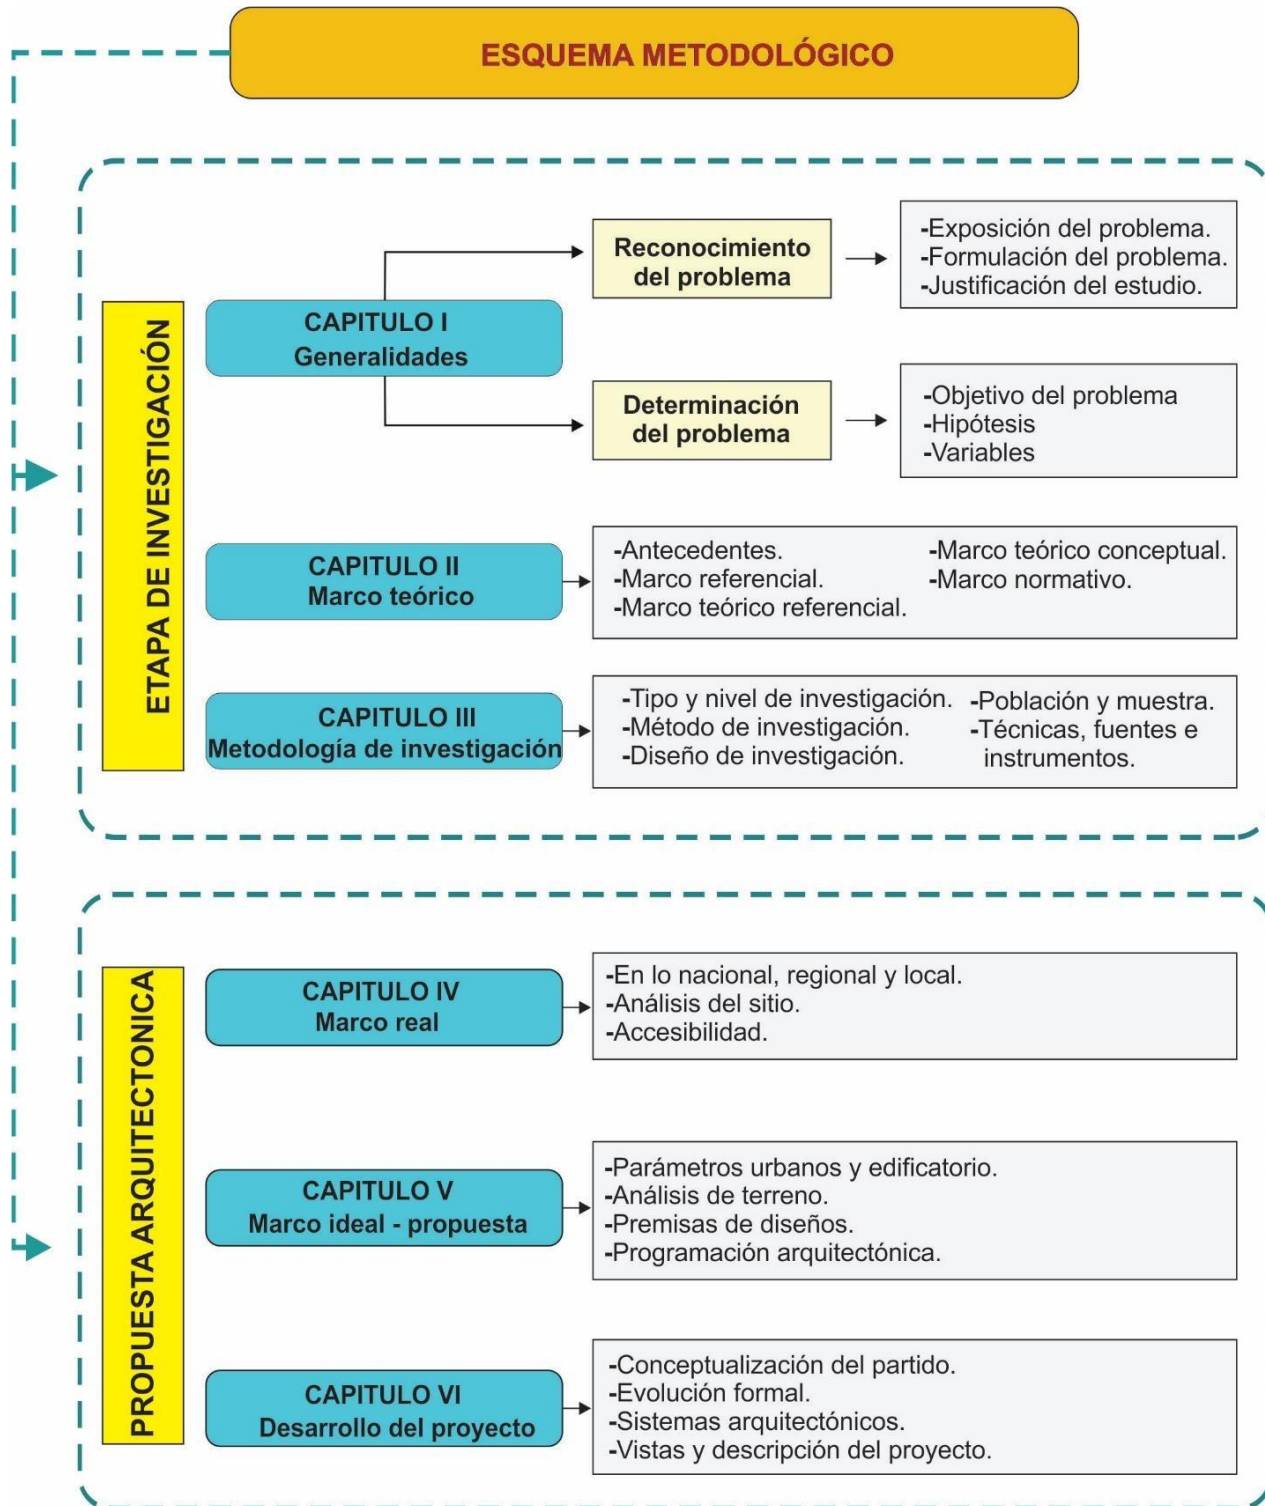 ESQUEMA METODOLÓGICO
ETAPA DE INVESTIGACIÓN
CAPITULO I
Generalidades
Reconocimiento
del problema
-Exposición del problema.
-Formulación del problema.
-Justificación del estudio.
Determinación
del problema
-Objetivo del problema
-Hipótesis
-Variables
CAPITULO II
Marco teórico
-Antecedentes.
-Marco referencial.
-Marco teórico referencial.
-Marco teórico conceptual.
-Marco normativo.
CAPITULO III
Metodología de investigación
-Tipo y nivel de investigación.
-Método de investigación.
-Diseño de investigación.
-Población y muestra.
-Técnicas, fuentes e
instrumentos.
PROPUESTA ARQUITECTONICA
CAPITULO IV
Marco real
-En lo nacional, regional y local.
-Análisis del sitio.
-Accesibilidad.
CAPITULO V
Marco ideal - propuesta
-Parámetros urbanos y edificatorio.
-Análisis de terreno.
-Premisas de diseños.
-Programación arquitectónica.
CAPITULO VI
Desarrollo del proyecto
-Conceptualización del partido.
-Evolución formal.
-Sistemas arquitectónicos.
-Vistas y descripción del proyecto.